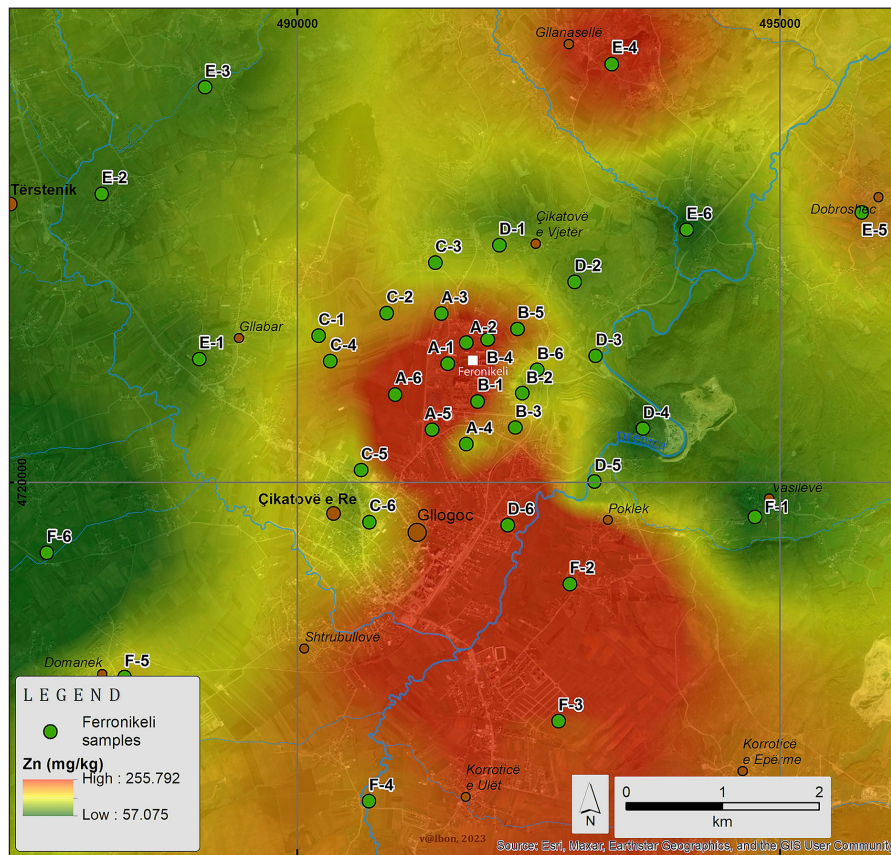 490000
495000
Gllanasellë
E-4
E-3
Tërstenik
E-2
Dobroshec
E-5
E-6
Çikatovë
e Vjetër
D-1
C-3
D-2
C-2
A-3
B-5
C-1
Gllabar
A-2
E-1
C-4
A-1
B-4
Feronikeli
B-6
D-3
A-6
B-1
B-2
A-5
B-3
A-4
D-4
C-5
D-5
4720000
Çikatovë e Re
C-6
Gllogoc
D-6
Poklek
Vasilevë
F-1
F-6
F-2
Shtrubullovë
Domanek
F-5
F-3
Korroticë
e Epërme
F-4
Korroticë
e Ulët
LEGEND
Ferronikeli
samples
Zn (mg/kg)
High : 255.792
Low : 57.075
N
0 1 2
km
v@lbon, 2023
Source: Esri, Maxar, Earthstar Geographics, and the GIS User Communit